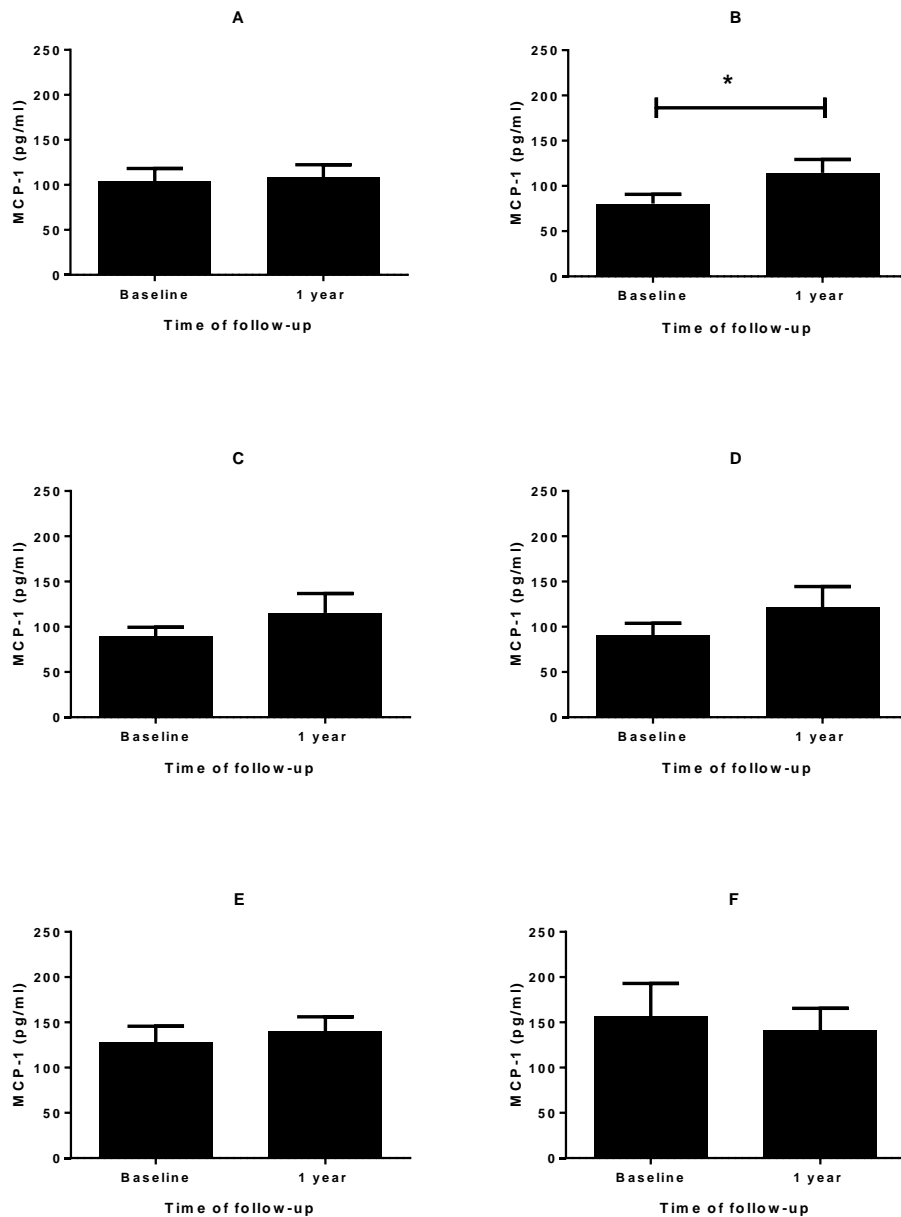 A
250
200
150
100
50
0
MCP-1 (pg/ml)
Baseline
1 year
Time of follow-up
B
250
200
150
100
50
0
MCP-1 (pg/ml)
*
Baseline
1 year
Time of follow-up
C
250
200
150
100
50
0
MCP-1 (pg/ml)
Baseline
1 year
Time of follow-up
D
250
200
150
100
50
0
MCP-1 (pg/ml)
Baseline
1 year
Time of follow-up
E
250
200
150
100
50
0
MCP-1 (pg/ml)
Baseline
1 year
Time of follow-up
F
250
200
150
100
50
0
MCP-1 (pg/ml)
Baseline
1 year
Time of follow-up